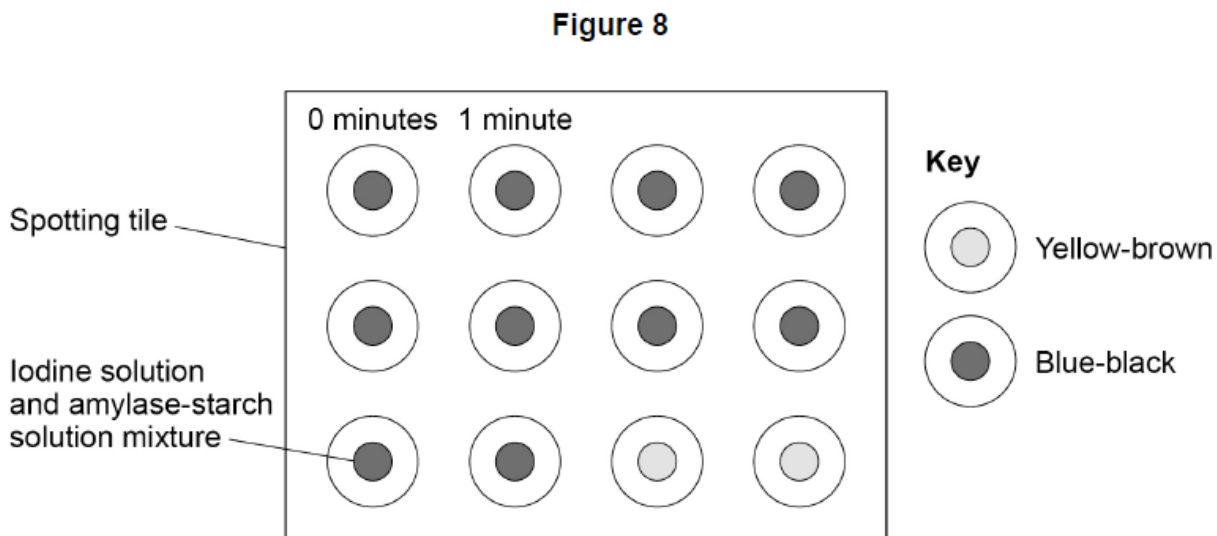 Figure 8
0 minutes 1 minute
Key
Spotting tile
Yellow-brown
Iodine solution
and amylase-starch
solution mixture
Blue-black